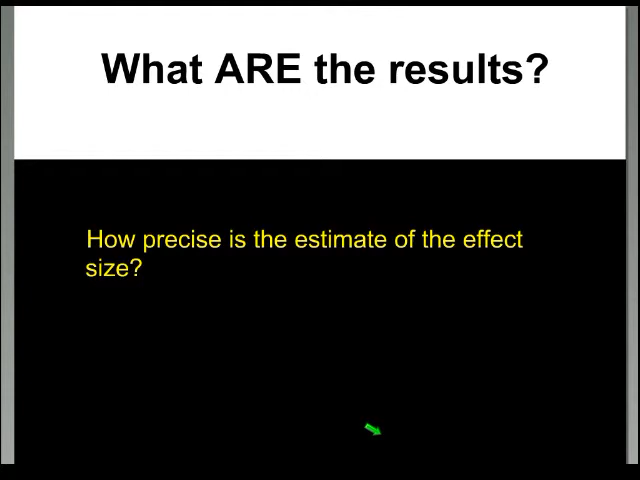 What ARE the results?
How precise is the estimate of the effect
size?